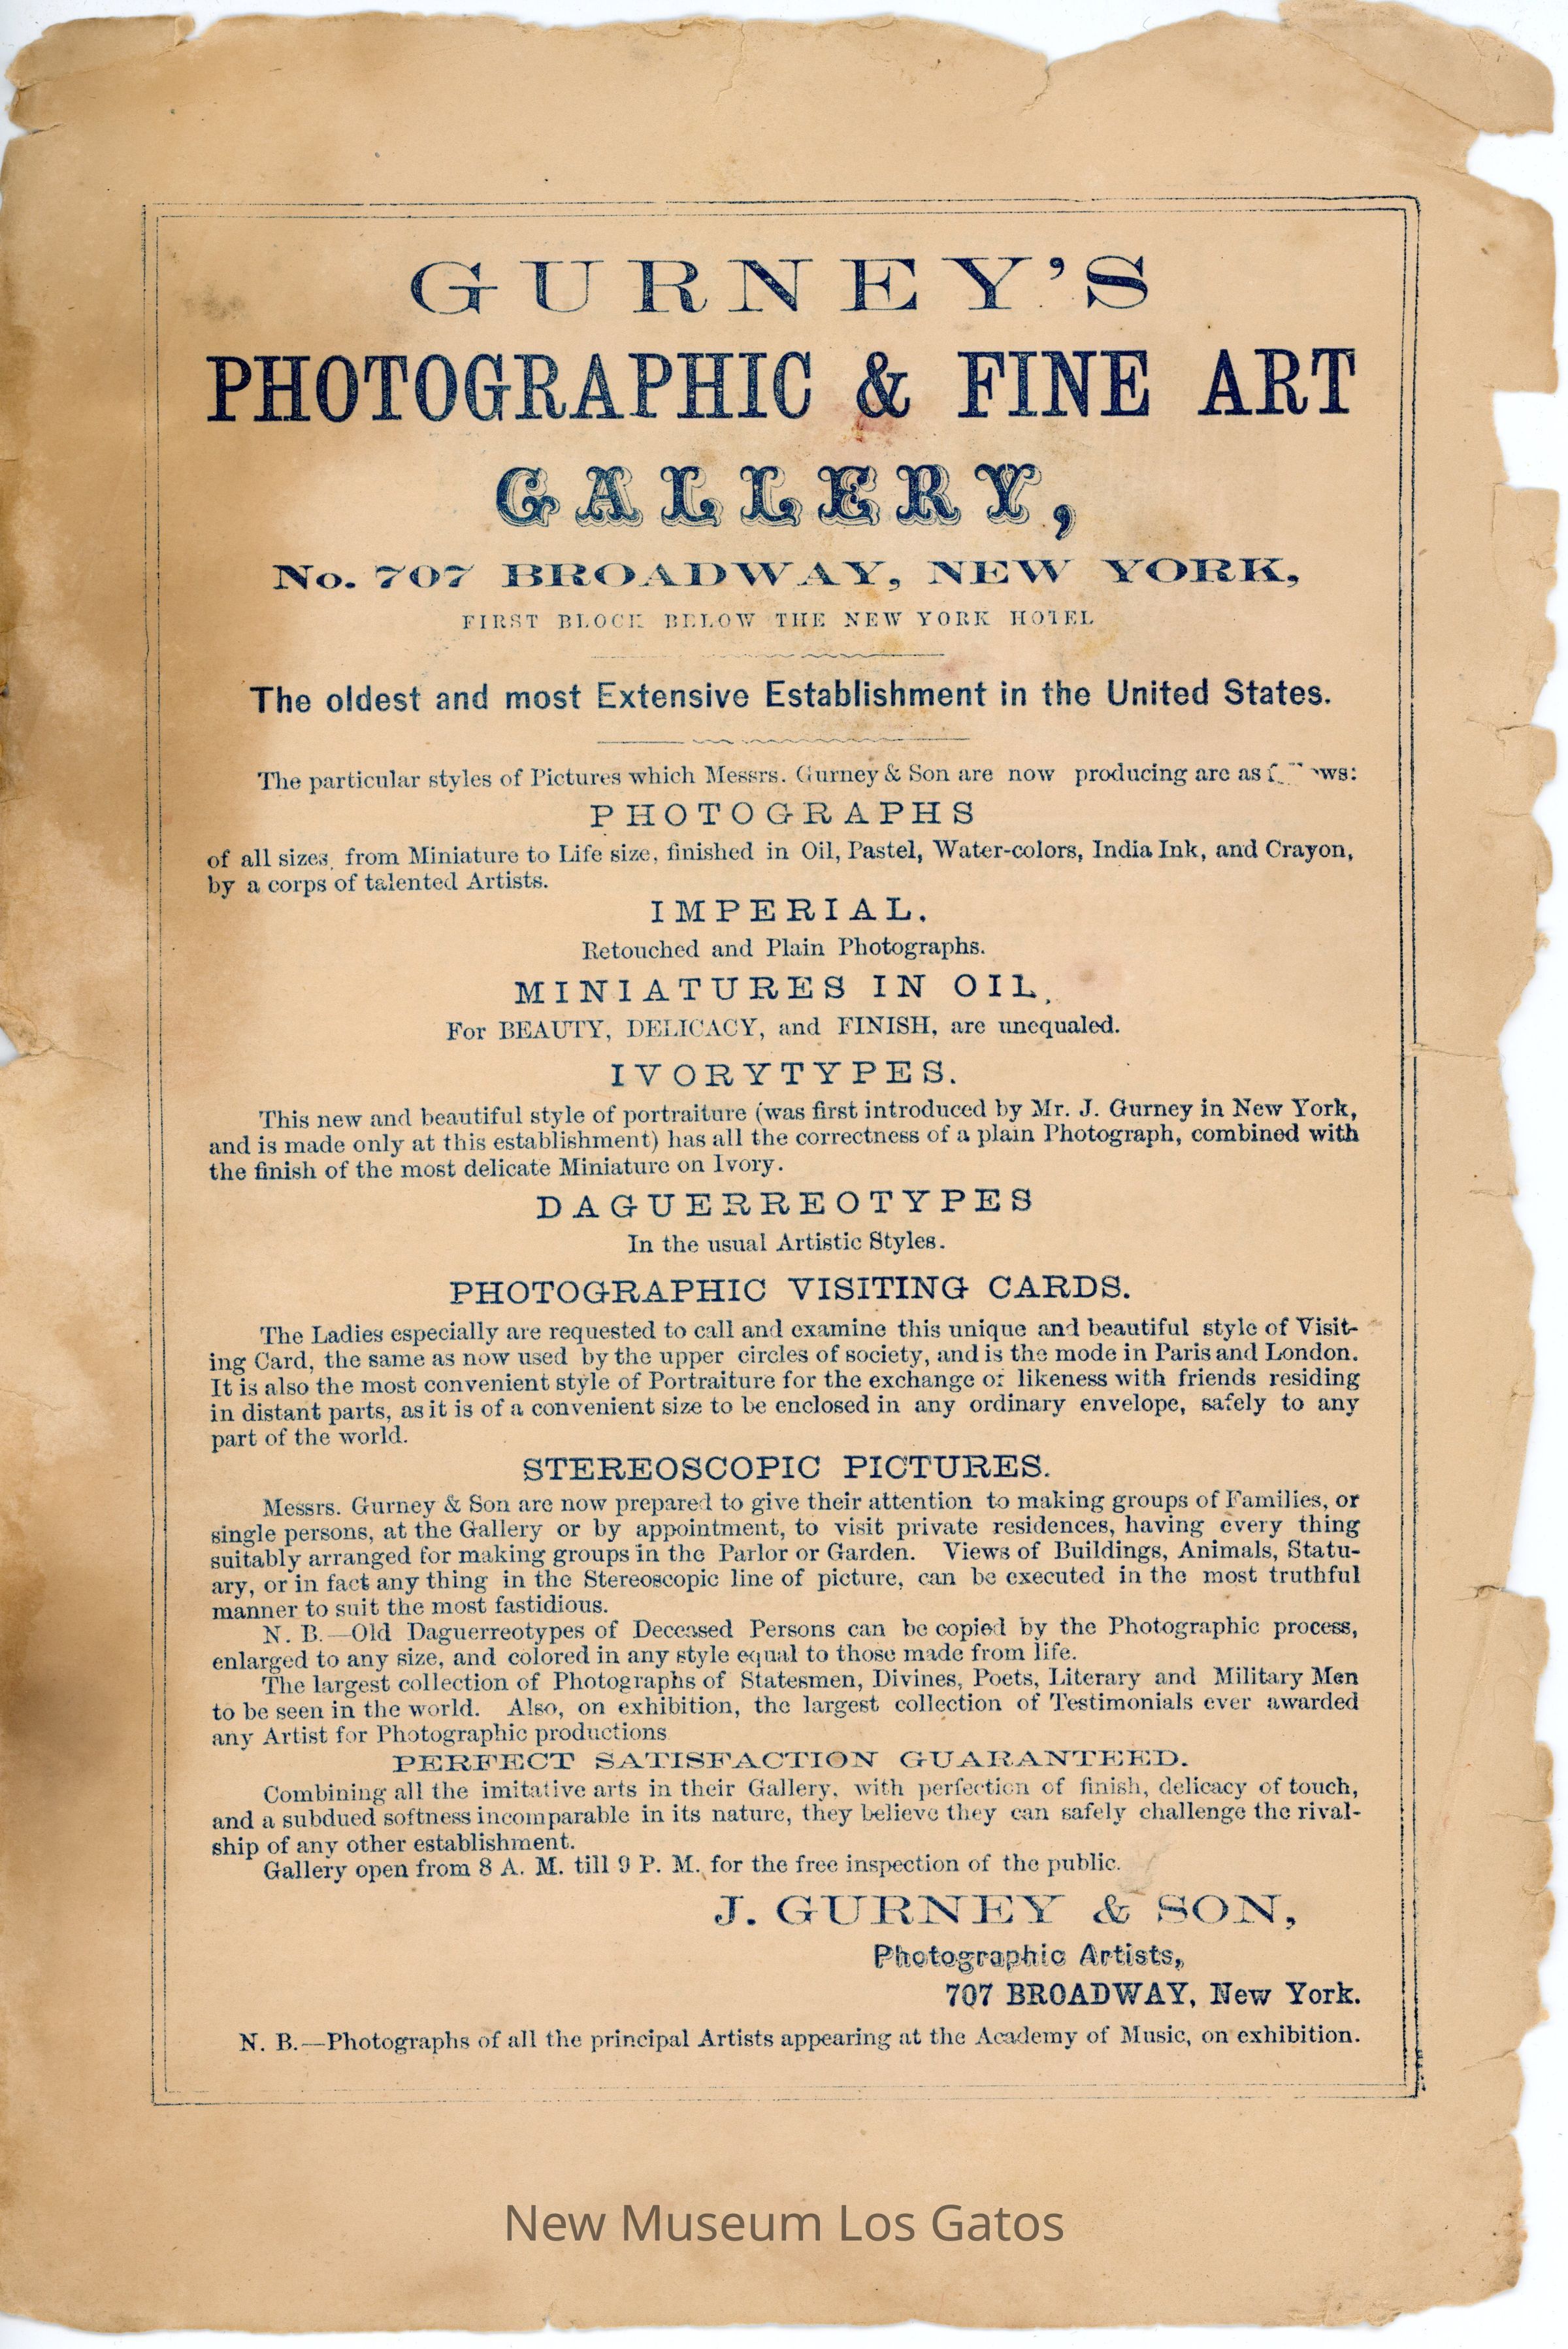 GURNEY'S
PHOTOGRAPHIC & FINE ART
GALLERY,
No. 707 BROADWAY, NEW YORK,
FIRST BLOCK BELOW THE NEW YORK HOTEL
The oldest and most Extensive Establishment in the United States.
The particular styles of Pictures which Messrs. Gurney & Son are now producing are as
PHOTOGRAPHS
of all sizes, from Miniature to Life size, finished in Oil, Pastel, Water-colors, India Ink, and Crayon,
by a corps of talented Artists.
IMPERIAL.
Retouched and Plain Photographs.
MINIATURES IN OIL,
For BEAUTY, DELICACY, and FINISH, are unequaled.
IVORYTYPES.
This new and beautiful style of portraiture (was first introduced by Mr. J. Gurney in New York,
and is made only at this establishment) has all the correctness of a plain Photograph, combined with
the finish of the most delicate Miniature on Ivory.
DAGUERREOTYPES
In the usual Artistic Styles.
PHOTOGRAPHIC VISITING CARDS.
The Ladies especially are requested to call and examine this unique and beautiful style of Visit-
ing Card, the same as now used by the upper circles of society, and is the mode in Paris and London.
It is also the most convenient style of Portraiture for the exchange of likeness with friends residing
in distant parts, as it is of a convenient size to be enclosed in any ordinary envelope, safely to any
part of the world.
STEREOSCOPIC PICTURES.
Messrs. Gurney & Son are now prepared to give their attention to making groups of Families, or
single persons, at the Gallery or by appointment, to visit private residences, having every thing
suitably arranged for making groups in the Parlor or Garden. Views of Buildings, Animals, Statu-
ary, or in fact any thing in the Stereoscopic line of picture, can be executed in the most truthful
manner to suit the most fastidious.
N. B.—Old Daguerreotypes of Deceased Persons can be copied by the Photographic process,
enlarged to any size, and colored in any style equal to those made from life.
The largest collection of Photographs of Statesmen, Divines, Poets, Literary and Military Men
to be seen in the world. Also, on exhibition, the largest collection of Testimonials ever awarded
any Artist for Photographic productions
PERFECT SATISFACTION GUARANTEED.
Combining all the imitative arts in their Gallery, with perfection of finish, delicacy of touch,
and a subdued softness incomparable in its nature, they believe they can safely challenge the rival-
ship of any other establishment.
Gallery open from 8 A. M. till 9 P. M. for the free inspection of the public.
J. GURNEY & SON,
Photographic Artists,
707 BROADWAY, New York.
N. B.—Photographs of all the principal Artists appearing at the Academy of Music, on exhibition.
New Museum Los Gatos